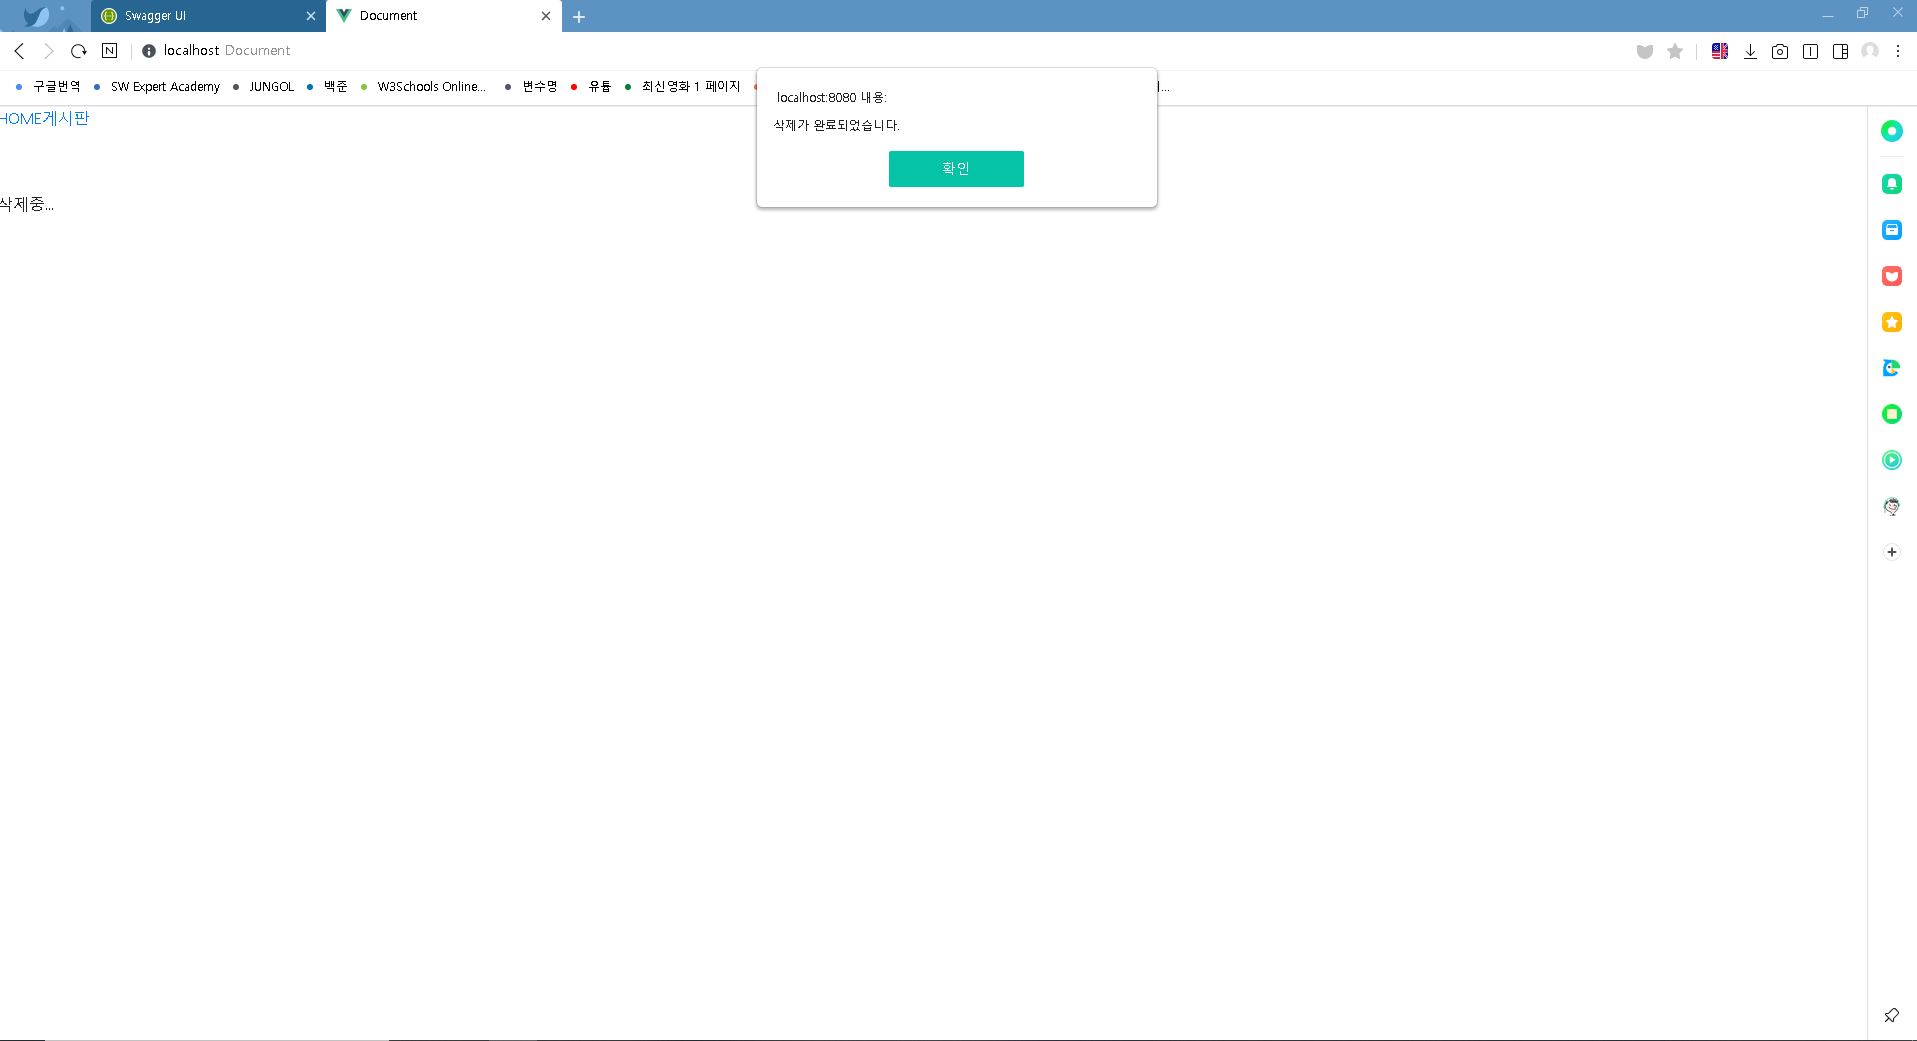 Swagger UI
Document
N
localhost Document
구글번역 SW Expert Academy JUNGOL 백준 W3Schools Online... 변수명 유튭 최신영화 1 페이지
localhost:8080 내용:
삭제가 완료되었습니다.
확인
HOME게시판
삭제중...